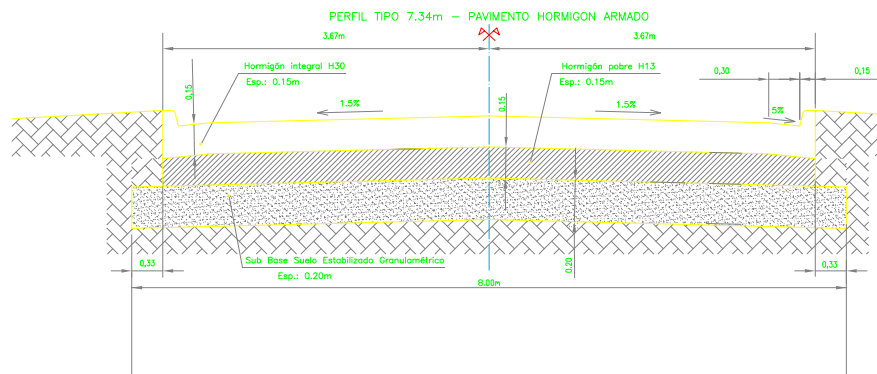 PERFIL TIPO 7.34m - PAVIMENTO HORMIGON ARMADO
3.67m
3.67m
Hormigón integral H30
Esp.: 0.15m
Hormigón pobre H13
Esp.: 0.15m
0,30
0,15
0,15
1.5%
0,15
1.5%
5%
Sub Base Suelo Estabilizado Granulométrico
Esp.: 0.20m
0,33
0.20
0,33
8.00m